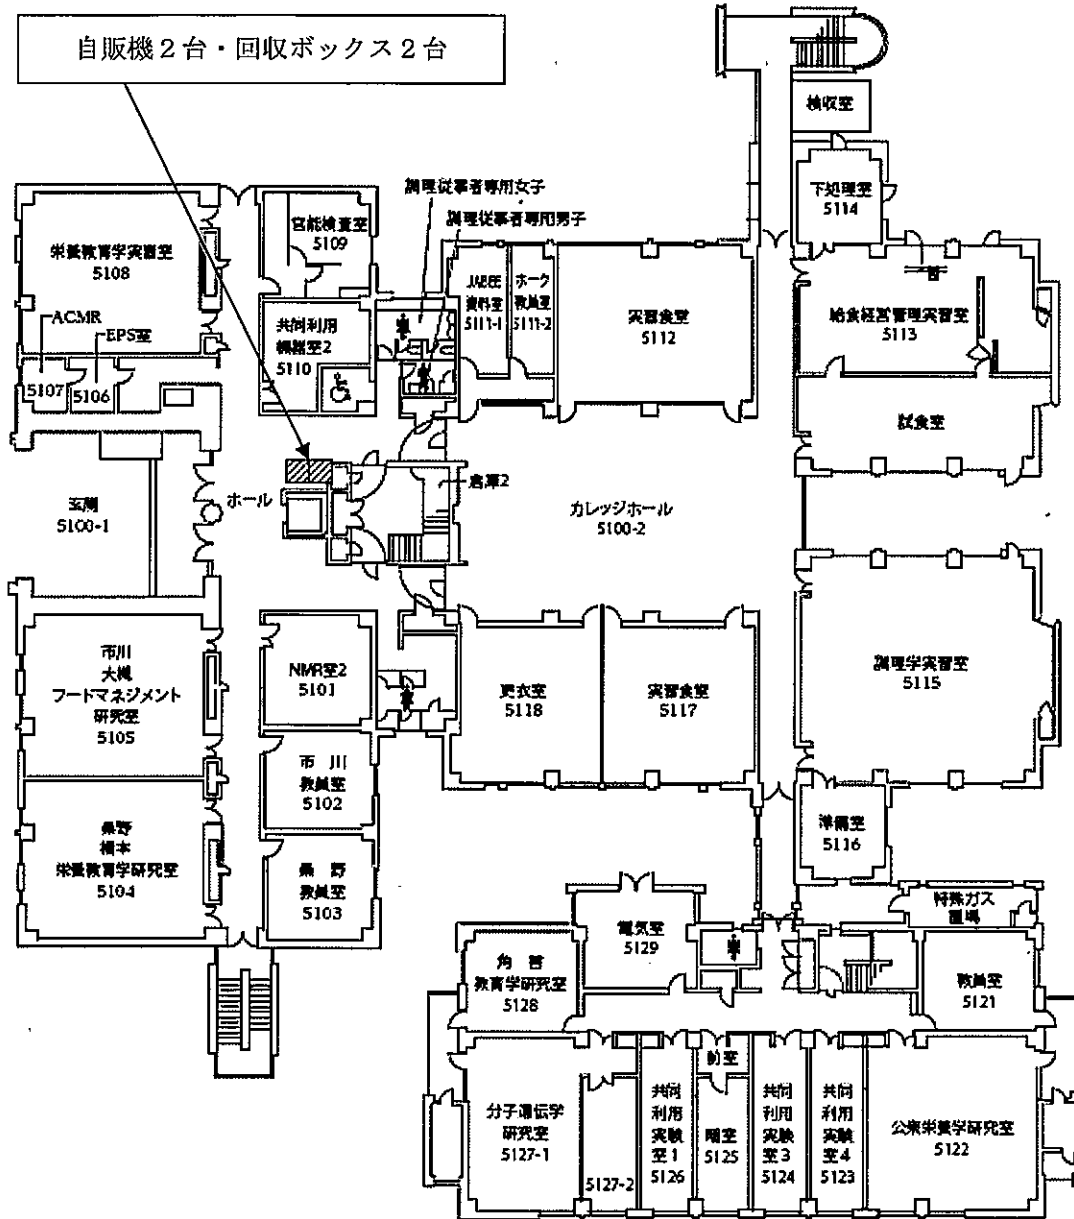 自販機２台・回収ボックス２台
検収室
下処理室
5114
調理従事者専用女子
調理従事者専用男子
栄養教育学実習室
5108
官能検査室
5109
JABEE
資料室
5111-1
ホーク
教員室
5111-2
実習食堂
5112
給食経営管理実習室
5113
ACMR
EPS室
共同利用
機器室2
5110
5107
5106
試食室
玄関
5100-1
ホール
倉庫2
カレッジホール
5100-2
市川
大槻
フードマネジメント
研究室
5105
NMR室2
5101
更衣室
5118
実習食堂
5117
調理学実習室
5115
市 川
教員室
5102
準備室
5116
桑野
橋本
栄養教育学研究室
5104
桑 野
教員室
5103
特殊ガス
置場
電気室
5129
教育学研究室
5128
教員室
5121
前室
分子遺伝学
研究室
5127-1
5127-2
共同
利用
実験
室1
5126
暗室
5125
共同
利用
実験
室3
5124
共同
利用
実験
室4
5123
公衆栄養学研究室
5122